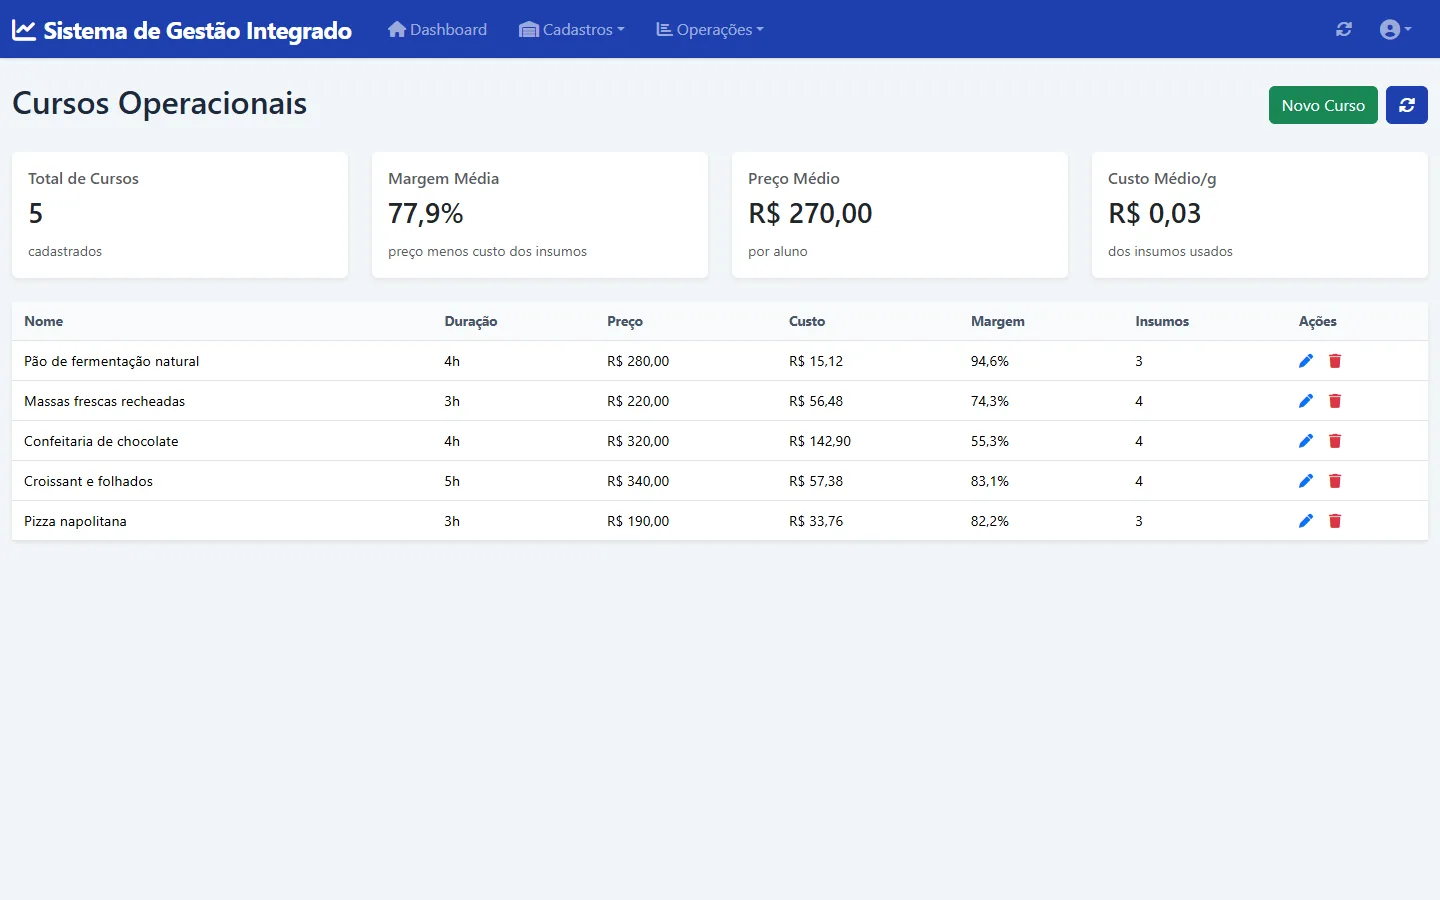 Sistema de Gestão Integrado Dashboard Cadastros Operações
Cursos Operacionais
Novo Curso
Total de Cursos
5
cadastrados
Margem Média
77,9%
preço menos custo dos insumos
Preço Médio
R$ 270,00
por aluno
Custo Médio/g
R$ 0,03
dos insumos usados
Nome Duração Preço Custo Margem Insumos Ações
Pão de fermentação natural 4h R$ 280,00 R$ 15,12 94,6% 3
Massas frescas recheadas 3h R$ 220,00 R$ 56,48 74,3% 4
Confeitaria de chocolate 4h R$ 320,00 R$ 142,90 55,3% 4
Croissant e folhados 5h R$ 340,00 R$ 57,38 83,1% 4
Pizza napolitana 3h R$ 190,00 R$ 33,76 82,2% 3